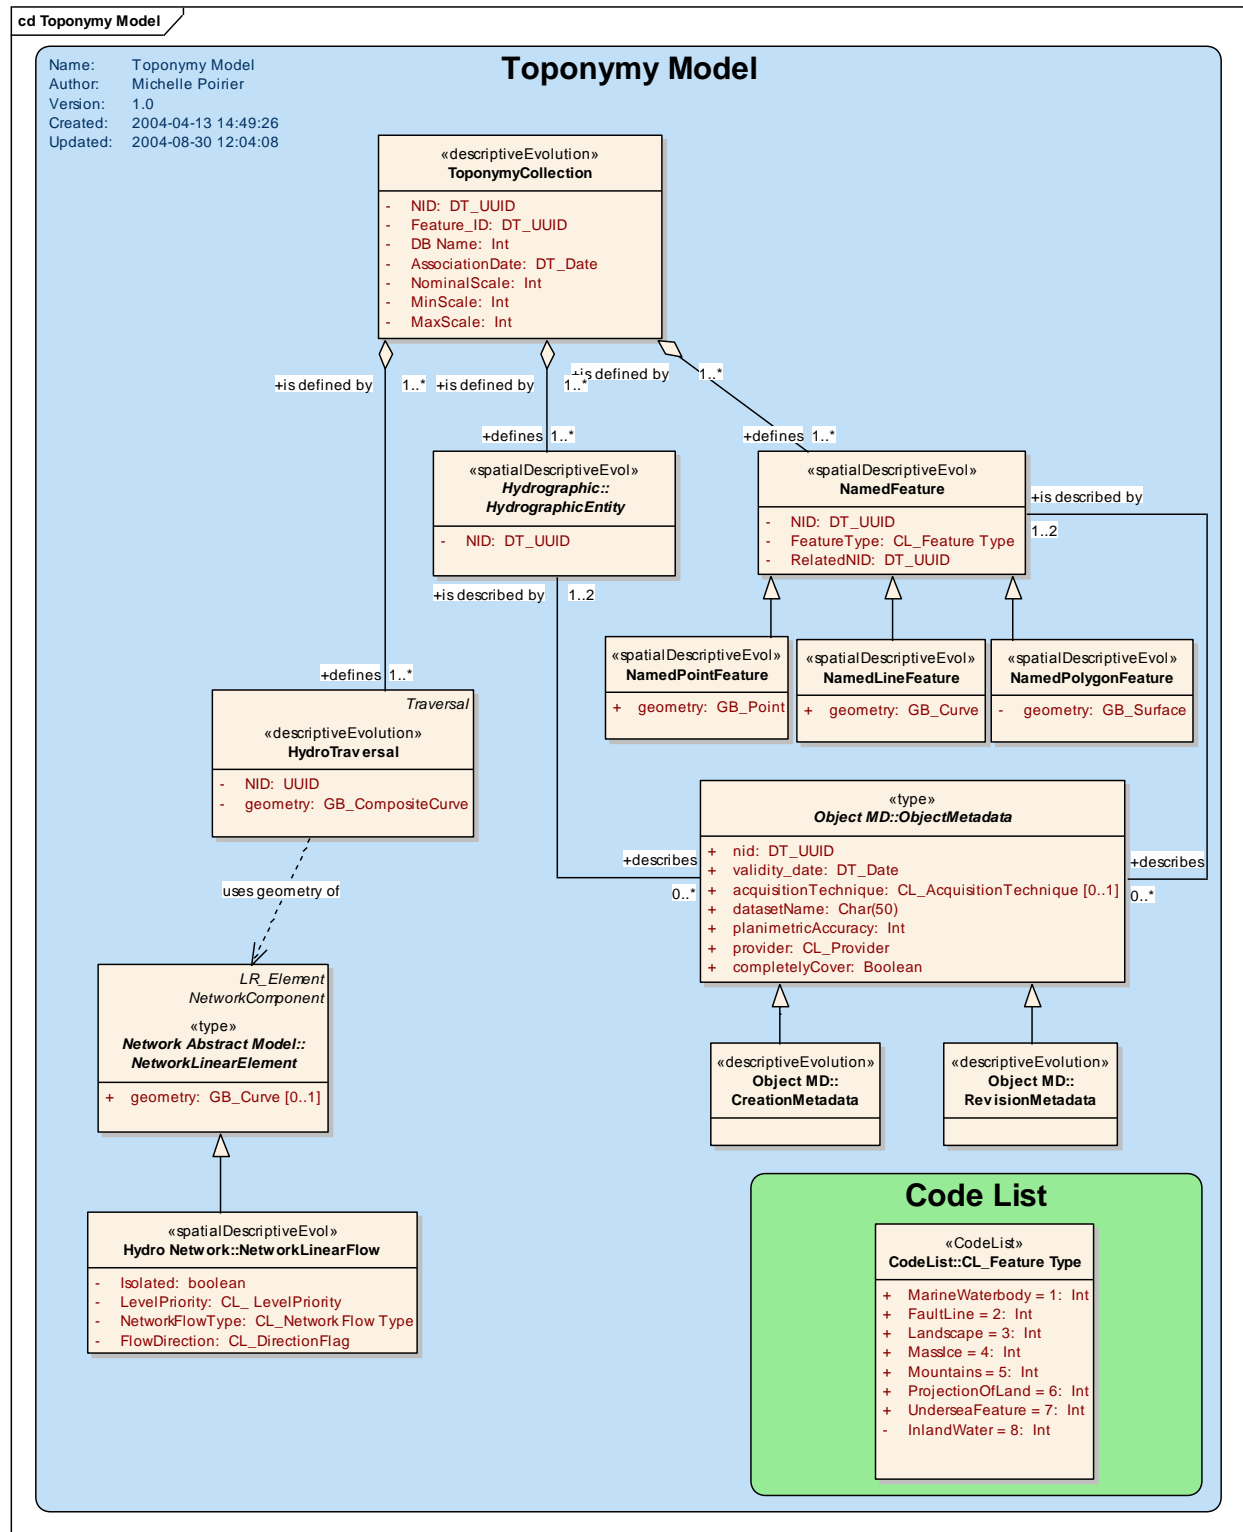 cd Toponymy Model
Name: Toponymy Model
Author: Michelle Poirier
Version: 1.0
Created: 2004-04-13 14:49:26
Updated: 2004-08-30 12:04:08
Toponymy Model
«descriptiveEvolution»
ToponymyCollection
- NID: DT_UUID
- Feature_ID: DT_UUID
- DB Name: Int
- AssociationDate: DT_Date
- NominalScale: Int
- MinScale: Int
- MaxScale: Int
+is defined by 1..*
+is defined by 1..*
+is defined by 1..*
+defines 1..*
+defines 1..*
«spatialDescriptiveEvol»
Hydrographic::
HydrographicEntity
- NID: DT_UUID
«spatialDescriptiveEvol»
NamedFeature
- NID: DT_UUID
- FeatureType: CL_Feature Type
- RelatedNID: DT_UUID
+is described by
1..2
+is described by 1..2
«spatialDescriptiveEvol»
NamedPointFeature
+ geometry: GB_Point
«spatialDescriptiveEvol»
NamedLineFeature
+ geometry: GB_Curve
«spatialDescriptiveEvol»
NamedPolygonFeature
- geometry: GB_Surface
+defines 1..*
Traversal
«descriptiveEvolution»
HydroTraversal
- NID: UUID
- geometry: GB_CompositeCurve
uses geometry of
«type»
Object MD::ObjectMetadata
+ nid: DT_UUID
+ validity_date: DT_Date
+ acquisitionTechnique: CL_AcquisitionTechnique [0..1]
+ datasetName: Char(50)
+ planimetricAccuracy: Int
+ provider: CL_Provider
+ completelyCover: Boolean
+describes
0..*
+describes
0..*
LR_Element
NetworkComponent
«type»
Network Abstract Model::
NetworkLinearElement
+ geometry: GB_Curve [0..1]
«descriptiveEvolution»
Object MD::
CreationMetadata
«descriptiveEvolution»
Object MD::
RevisionMetadata
«spatialDescriptiveEvol»
Hydro Network::NetworkLinearFlow
- Isolated: boolean
- LevelPriority: CL_ LevelPriority
- NetworkFlowType: CL_Network Flow Type
- FlowDirection: CL_DirectionFlag
Code List
«CodeList»
CodeList::CL_Feature Type
+ MarineWaterbody = 1: Int
+ FaultLine = 2: Int
+ Landscape = 3: Int
+ MassIce = 4: Int
+ Mountains = 5: Int
+ ProjectionOfLand = 6: Int
+ UnderseaFeature = 7: Int
- InlandWater = 8: Int